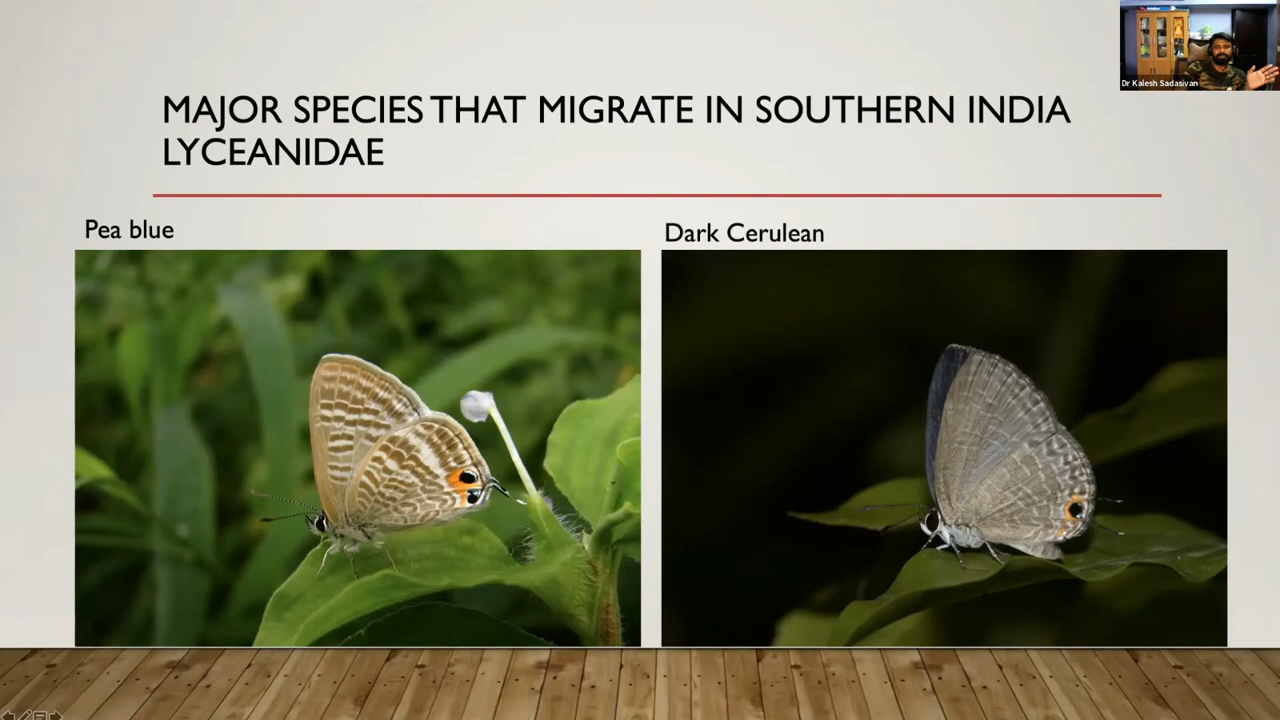 Dr Kalesh Sadasivan
MAJOR SPECIES THAT MIGRATE IN SOUTHERN INDIA
LYCEANIDAE
Pea blue
Dark Cerulean